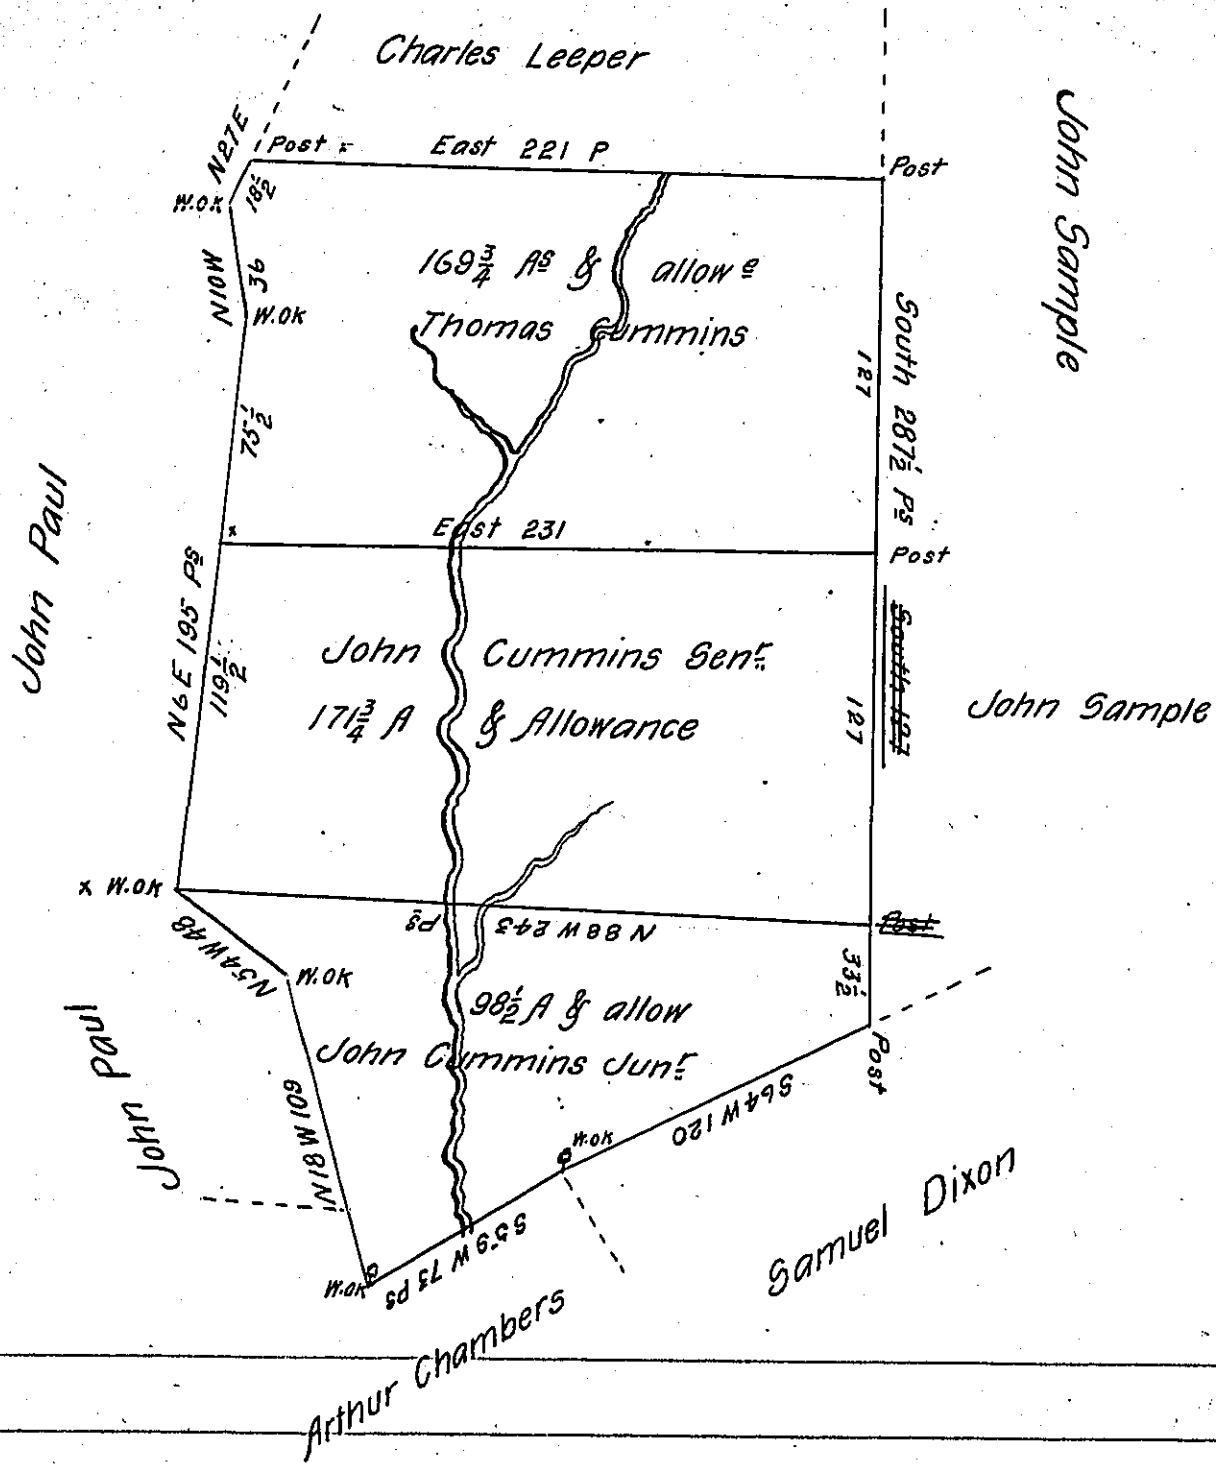 Charles Leeper
N27E
Post =
East 221 P
Post
W.OK
18½
John Sample
N10W
36
169¾ As & allowe
W.OK
Thomas Cummins
South 287½ Ps
127
75½
East 231
x
Post
John Paul
N6E 195 Ps
119½
John Cummins Senr
171¾ A & Allowance
South 127
127
John Sample
x W.OK
N 88 W 243 Ps
Post
N54W48
W.OK
33½
98½ A & allow
John Cummins Junr
Post
John Paul
N18W109
S64W120
W.OK
Samuel Dixon
S59W 73 ps
W.OK
Arthur Chambers